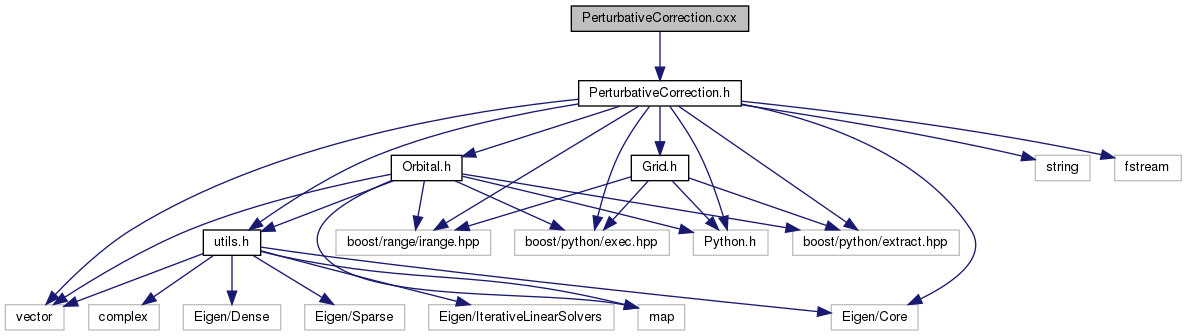 PerturbativeCorrection.cxx
PerturbativeCorrection.h
Orbital.h
Grid.h
string
fstream
utils.h
boost/range/irange.hpp
boost/python/exec.hpp
Python.h
boost/python/extract.hpp
vector
complex
Eigen/Dense
Eigen/Sparse
Eigen/IterativeLinearSolvers
map
Eigen/Core